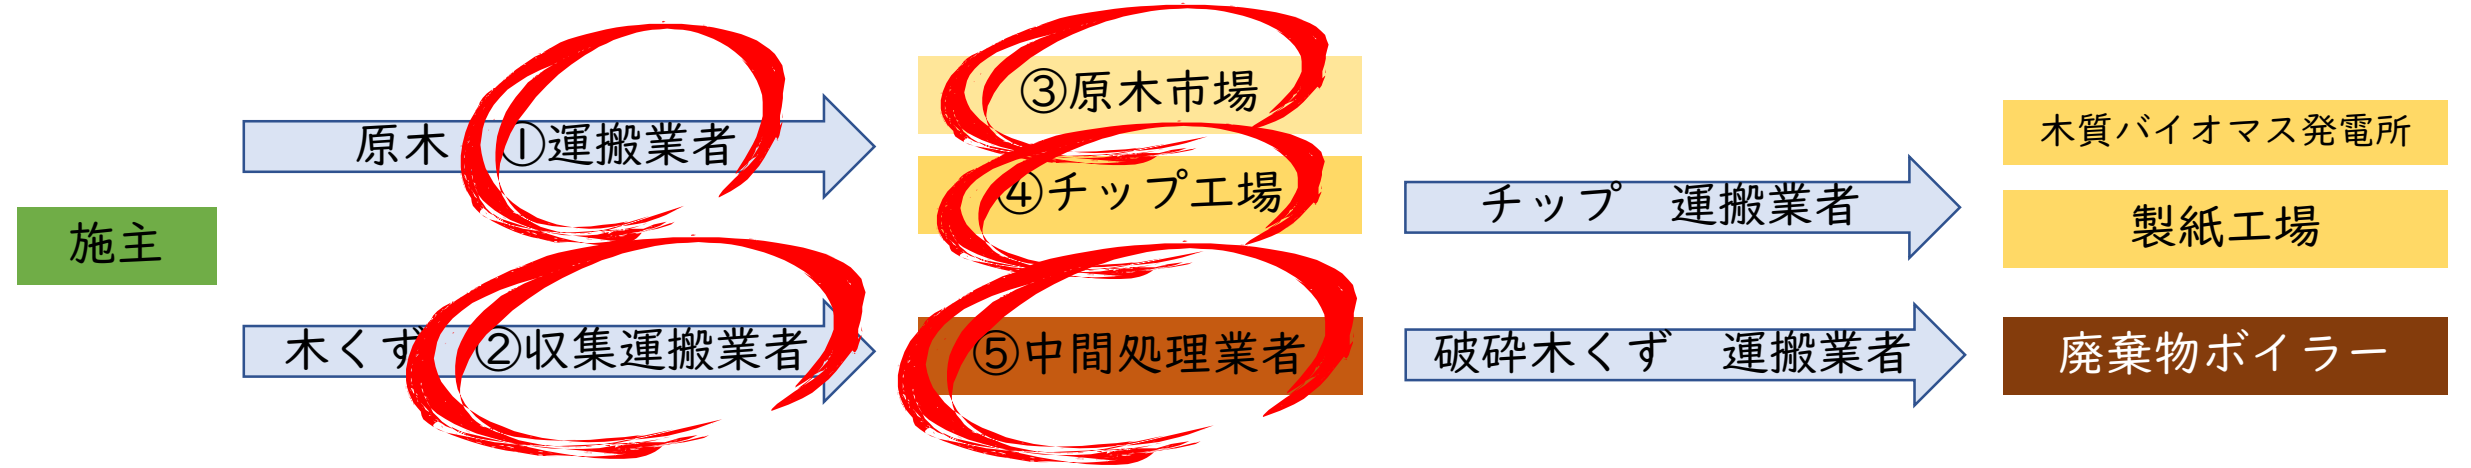 施主
原木 ①運搬業者
木くず ②収集運搬業者
③原木市場
④チップ工場
⑤中間処理業者
チップ 運搬業者
破砕木くず 運搬業者
木質バイオマス発電所
製紙工場
廃棄物ボイラー